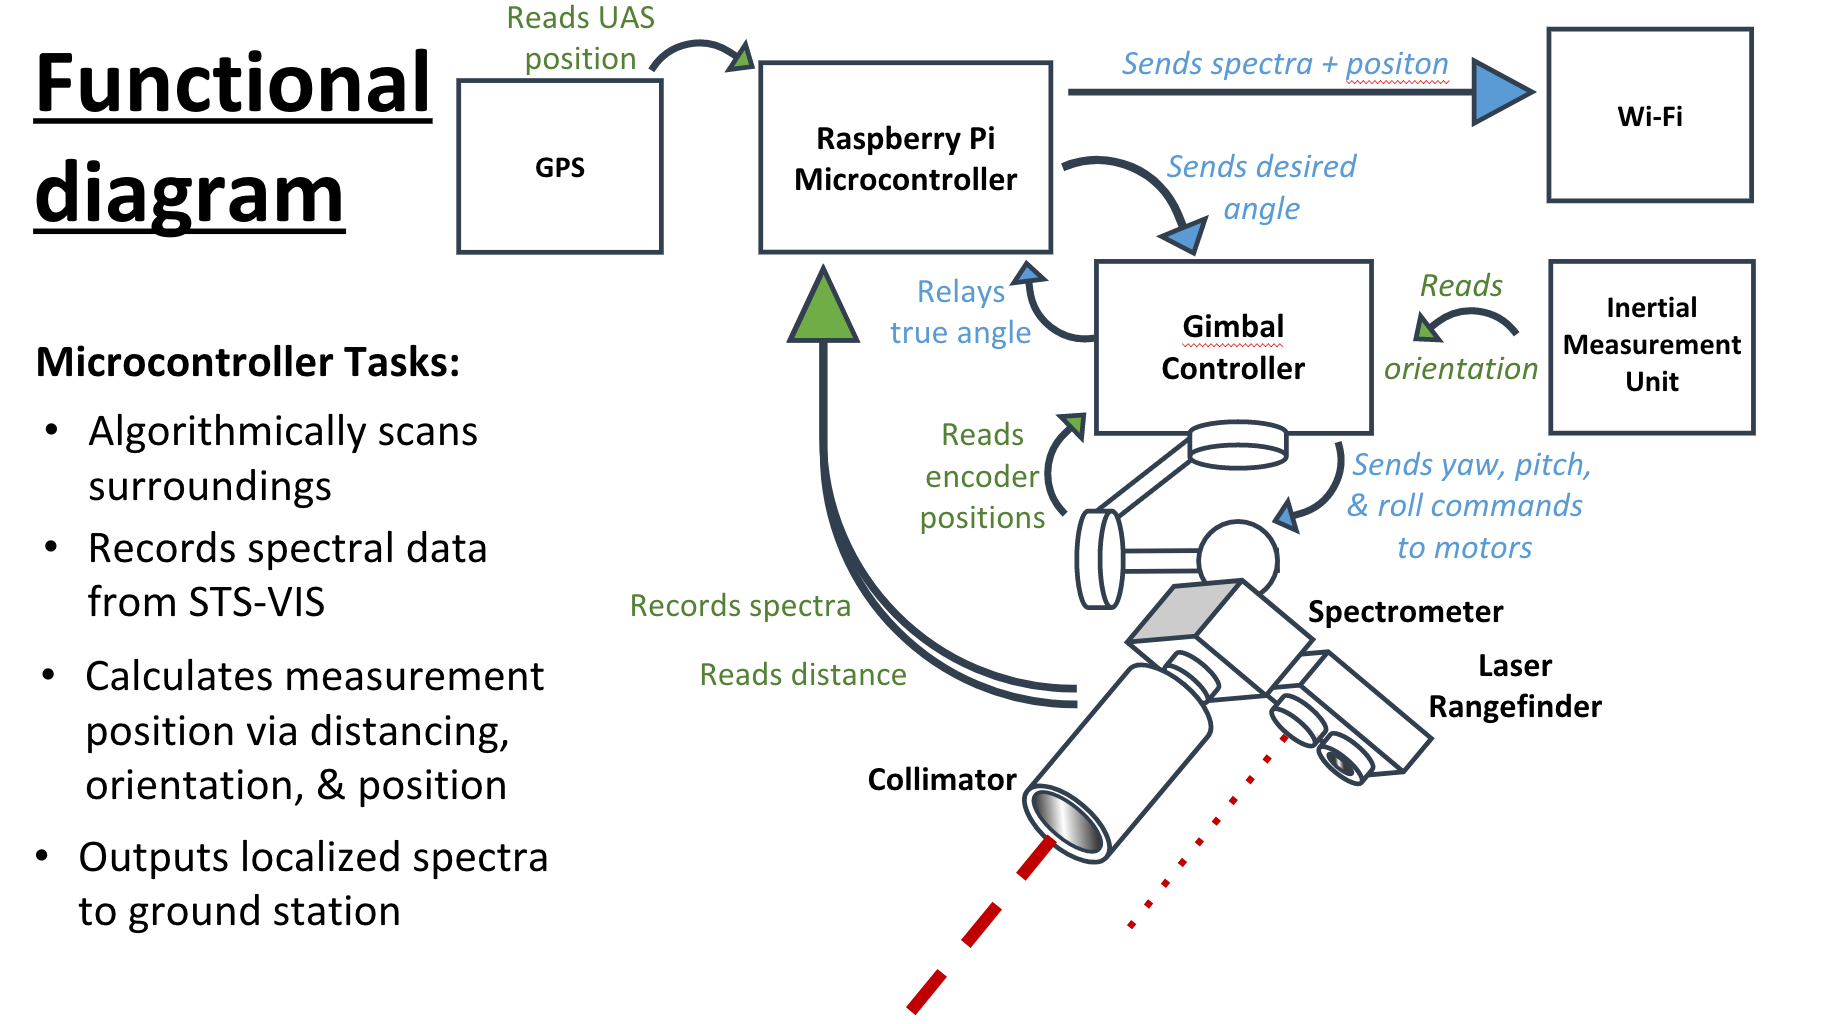 Functional
diagram
Microcontroller Tasks:
• Algorithmically scans
surroundings
• Records spectral data
from STS-VIS
• Calculates measurement
position via distancing,
orientation, & position
• Outputs localized spectra
to ground station
Reads UAS
position
GPS
Raspberry Pi
Microcontroller
Sends spectra + positon
Wi-Fi
Sends desired
angle
Relays
true angle
Gimbal
Controller
Reads
orientation
Inertial
Measurement
Unit
Reads
encoder
positions
Sends yaw, pitch,
& roll commands
to motors
Records spectra
Reads distance
Spectrometer
Laser
Rangefinder
Collimator